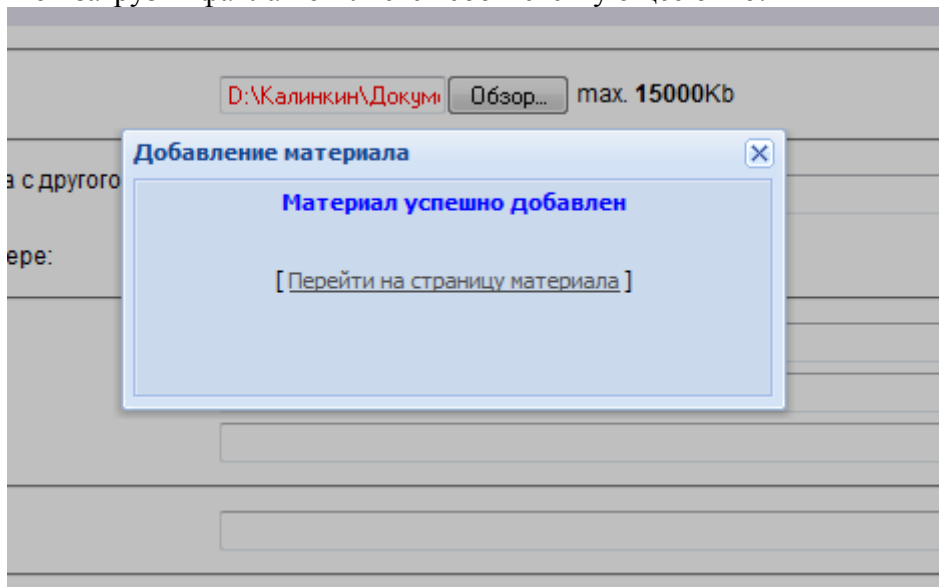 D:\Калинкин\Докум Обзор... max. 15000Kb
Добавление материала
а с другого
Материал успешно добавлен
ере:
[ Перейти на страницу материала ]